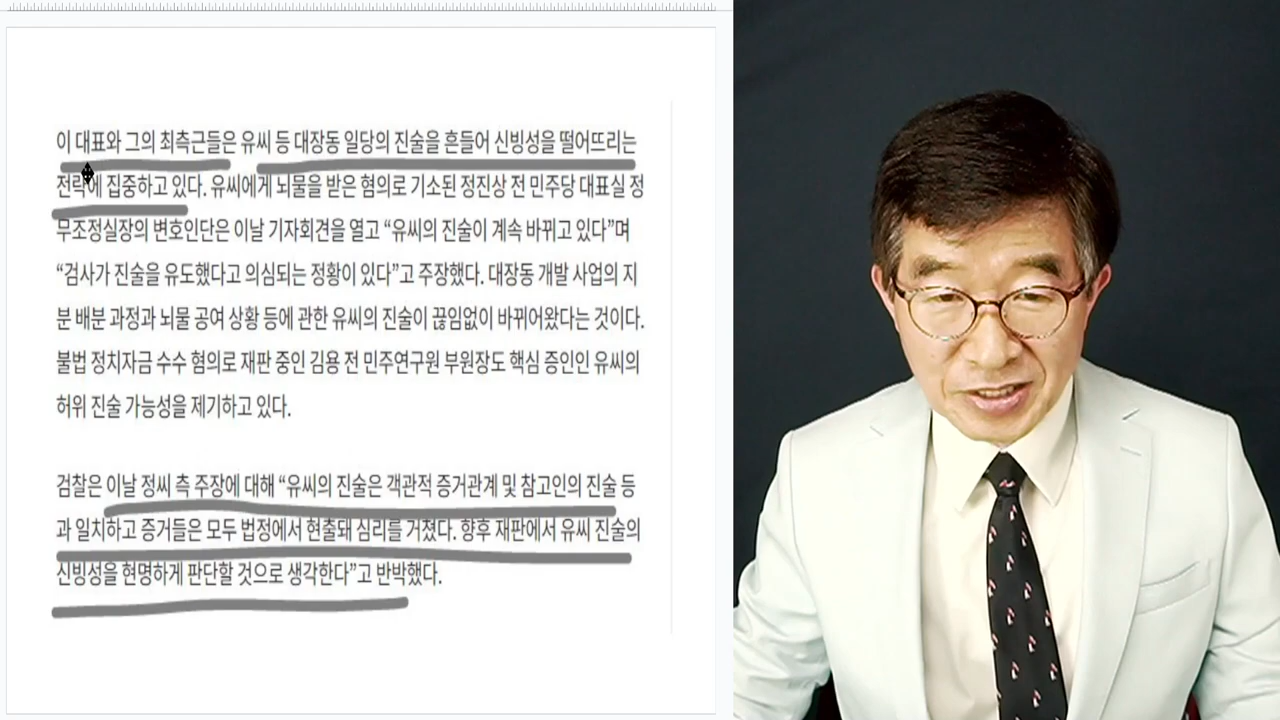 이 대표와 그의 최측근들은 유씨 등 대장동 일당의 진술을 흔들어 신빙성을 떨어뜨리는
전략에 집중하고 있다. 유씨에게 뇌물을 받은 혐의로 기소된 정진상 전 민주당 대표실 정
무조정실장의 변호인단은 이날 기자회견을 열고 “유씨의 진술이 계속 바뀌고 있다”며
“검사가 진술을 유도했다고 의심되는 정황이 있다”고 주장했다. 대장동 개발 사업의 지
분 배분 과정과 뇌물 공여 상황 등에 관한 유씨의 진술이 끊임없이 바뀌어왔다는 것이다.
불법 정치자금 수수 혐의로 재판 중인 김용 전 민주연구원 부원장도 핵심 증인인 유씨의
허위 진술 가능성을 제기하고 있다.
검찰은 이날 정씨 측 주장에 대해 “유씨의 진술은 객관적 증거관계 및 참고인의 진술 등
과 일치하고 증거들은 모두 법정에서 현출돼 심리를 거쳤다. 향후 재판에서 유씨 진술의
신빙성을 현명하게 판단할 것으로 생각한다”고 반박했다.